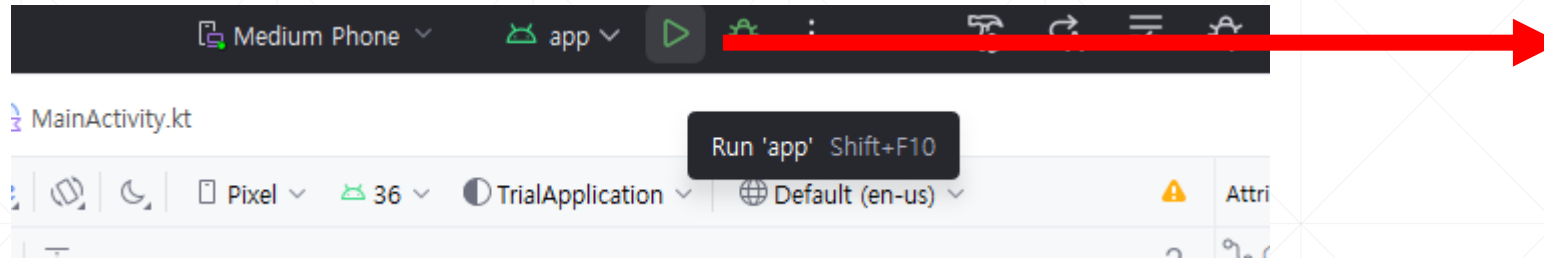 Medium Phone app
MainActivity.kt
Run 'app' Shift+F10
Pixel 36 TrialApplication Default (en-us) Attri